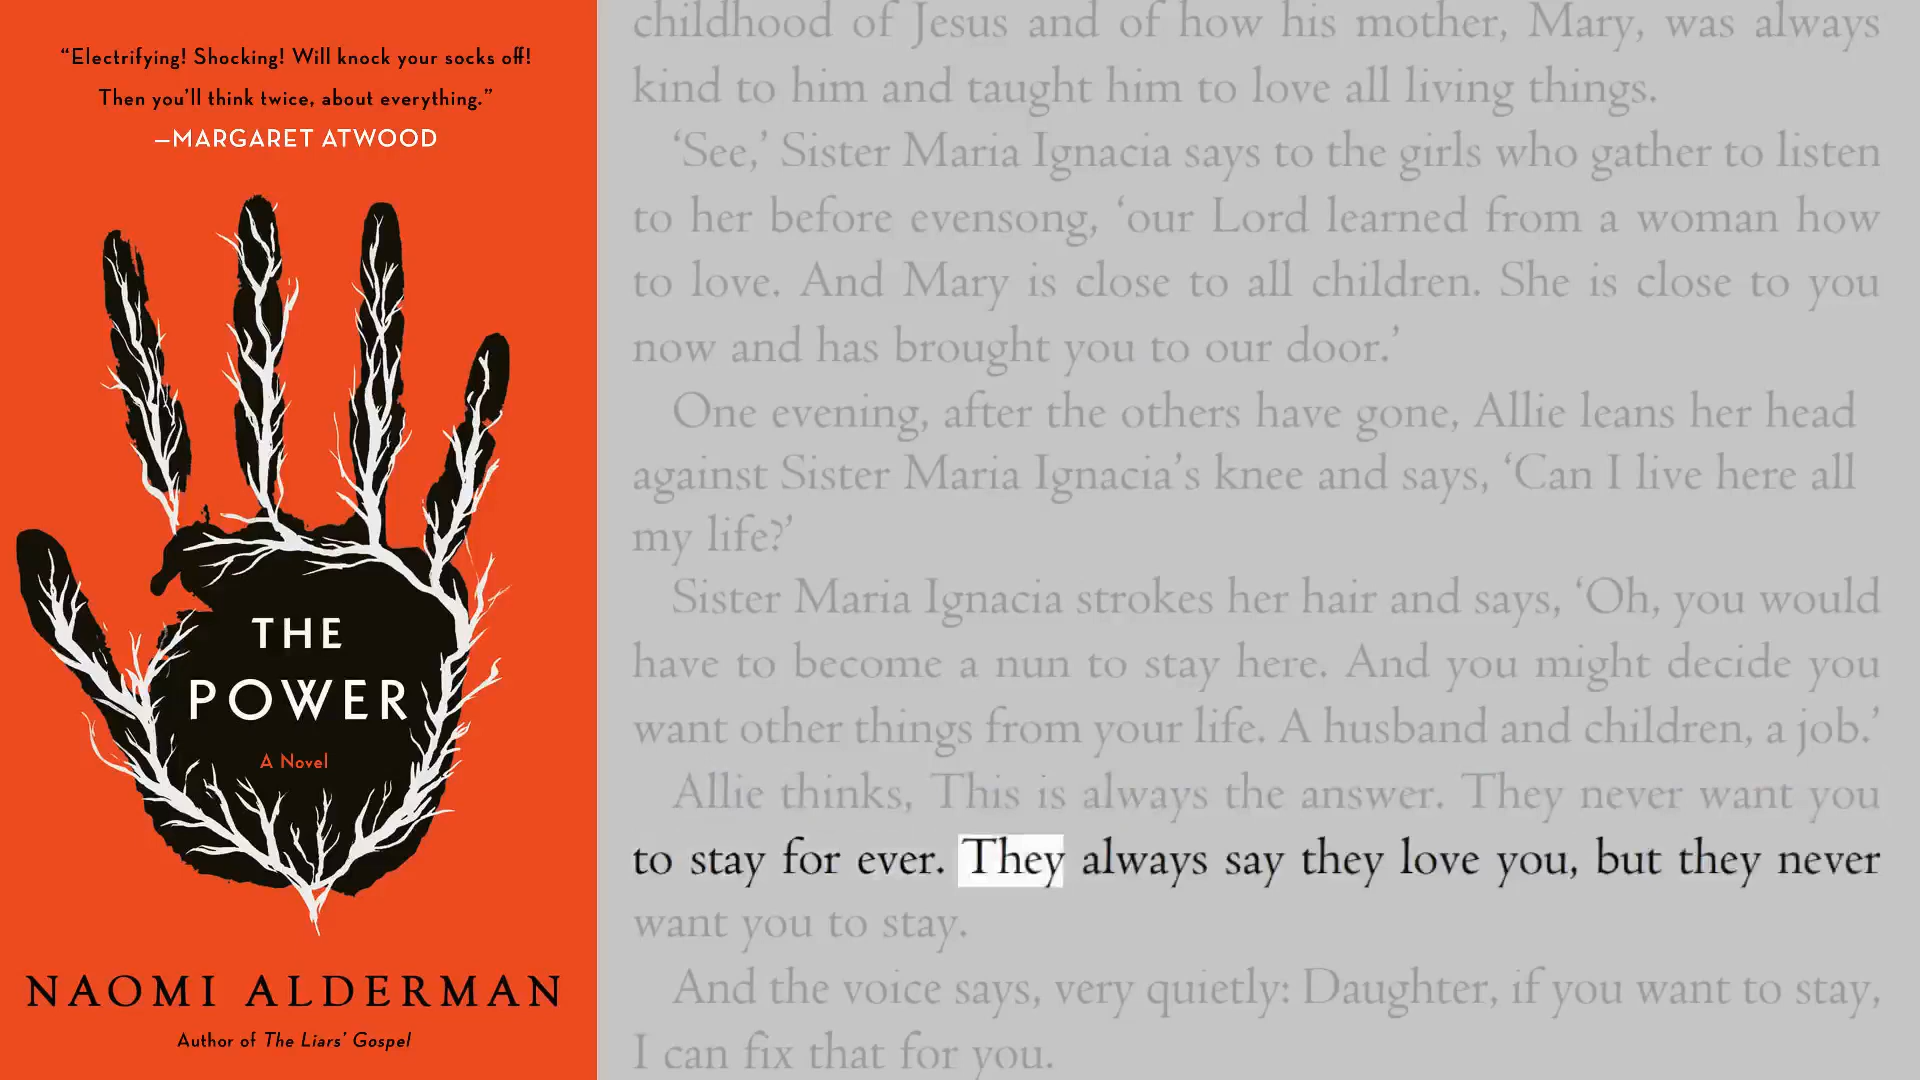 “Electrifying! Shocking! Will knock your socks off!
Then you’ll think twice, about everything.”
—MARGARET ATWOOD
THE
POWER
A Novel
NAOMI ALDERMAN
Author of The Liars’ Gospel
childhood of Jesus and of how his mother, Mary, was always
kind to him and taught him to love all living things.
‘See,’ Sister Maria Ignacia says to the girls who gather to listen
to her before evensong, ‘our Lord learned from a woman how
to love. And Mary is close to all children. She is close to you
now and has brought you to our door.’
One evening, after the others have gone, Allie leans her head
against Sister Maria Ignacia’s knee and says, ‘Can I live here all
my life?’
Sister Maria Ignacia strokes her hair and says, ‘Oh, you would
have to become a nun to stay here. And you might decide you
want other things from your life. A husband and children, a job.’
Allie thinks, This is always the answer. They never want you
to stay for ever. They always say they love you, but they never
want you to stay.
And the voice says, very quietly: Daughter, if you want to stay,
I can fix that for you.